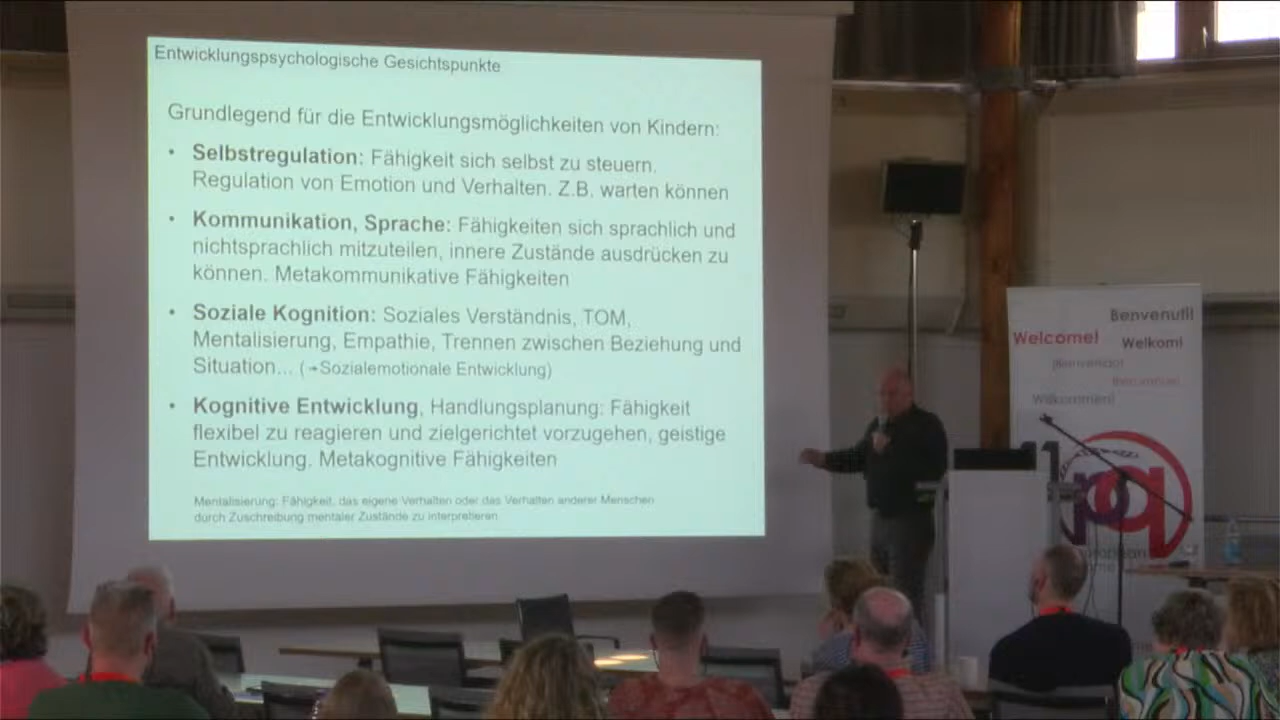 Entwicklungspsychologische Gesichtspunkte
Grundlegend für die Entwicklungsmöglichkeiten von Kindern:
• Selbstregulation: Fähigkeit sich selbst zu steuern.
Regulation von Emotion und Verhalten. Z.B. warten können
• Kommunikation, Sprache: Fähigkeiten sich sprachlich und
nichtsprachlich mitzuteilen, innere Zustände ausdrücken zu
können. Metakommunikative Fähigkeiten
• Soziale Kognition: Soziales Verständnis, TOM,
Mentalisierung, Empathie, Trennen zwischen Beziehung und
Situation... (→Sozialemotionale Entwicklung)
• Kognitive Entwicklung, Handlungsplanung: Fähigkeit
flexibel zu reagieren und zielgerichtet vorzugehen, geistige
Entwicklung. Metakognitive Fähigkeiten
Mentalisierung: Fähigkeit, das eigene Verhalten oder das Verhalten anderer Menschen
durch Zuschreibung mentaler Zustände zu interpretieren
Benvenuti!
Welcome!
Welkom!
¡Bienvenido!
Willkommen!
pq